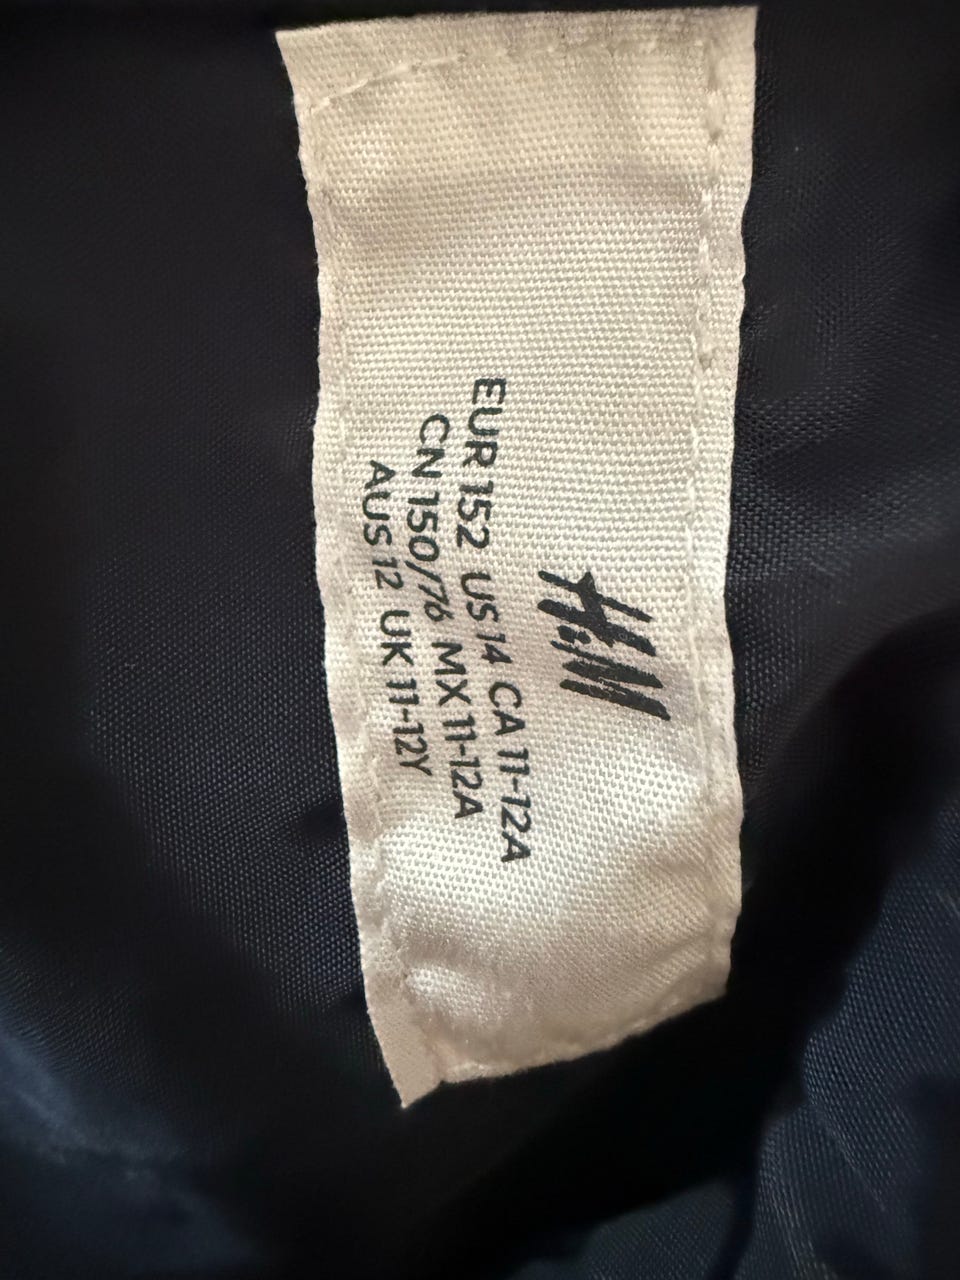 H&M
EUR 152 US 14 CA 11-12A
CN 150/76 MX 11-12A
AUS 12 UK 11-12Y